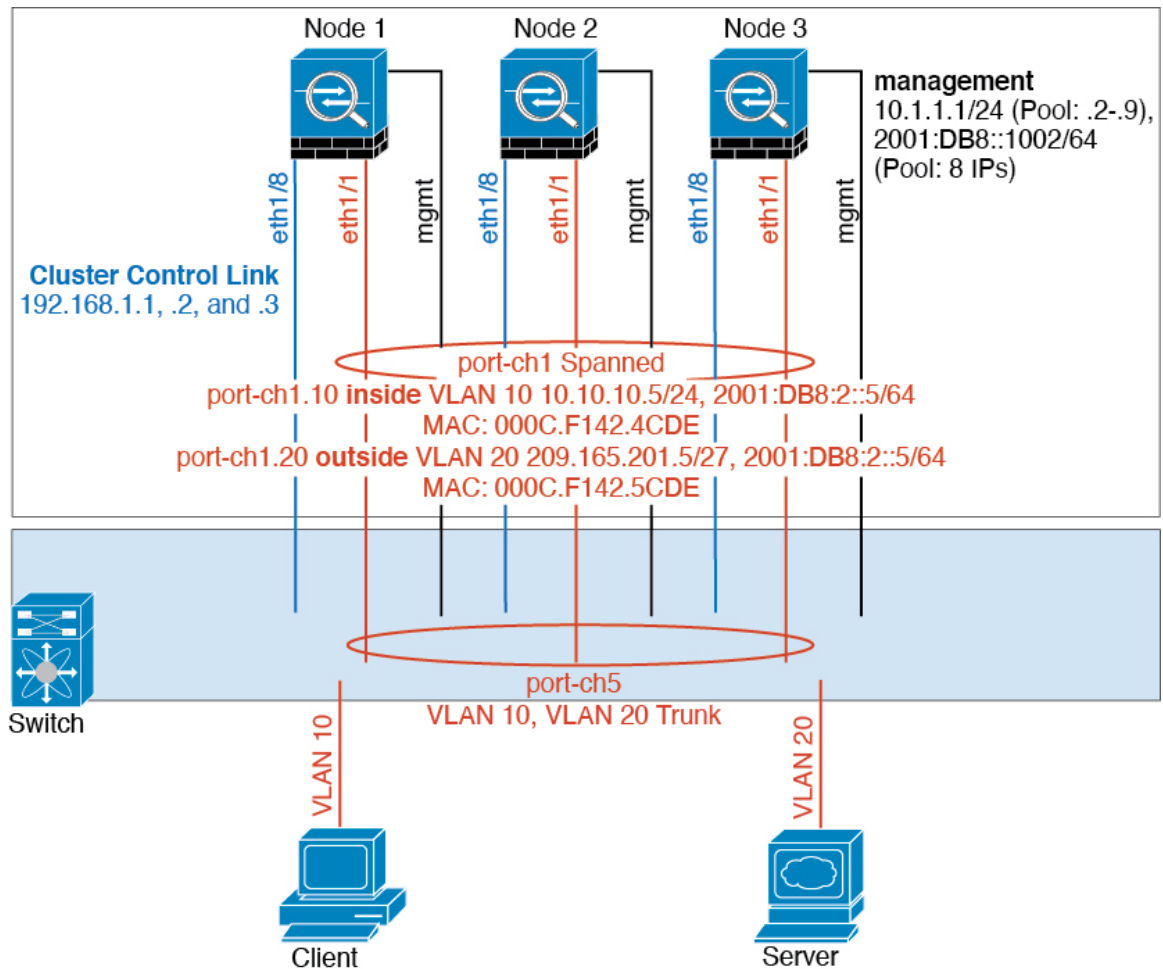 Node 1
Node 2
Node 3
management
10.1.1.1/24 (Pool: .2-.9),
2001:DB8::1002/64
(Pool: 8 IPs)
eth1/8
eth1/1
mgmt
eth1/8
eth1/1
mgmt
eth1/8
eth1/1
mgmt
Cluster Control Link
192.168.1.1, .2, and .3
port-ch1 Spanned
port-ch1.10 inside VLAN 10 10.10.10.5/24, 2001:DB8:2::5/64
MAC: 000C.F142.4CDE
port-ch1.20 outside VLAN 20 209.165.201.5/27, 2001:DB8:2::5/64
MAC: 000C.F142.5CDE
port-ch5
Switch
VLAN 10, VLAN 20 Trunk
VLAN 10
VLAN 20
Client
Server